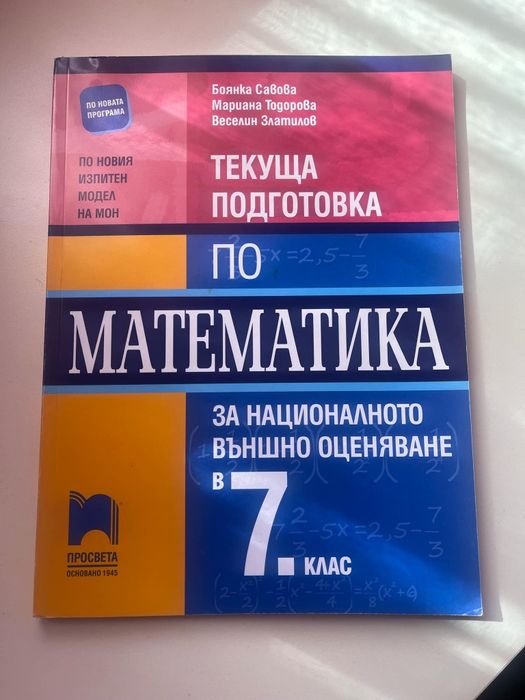 Боянка Савова
Мариана Тодорова
Веселин Златилов
ПО НОВАТА
ПРОГРАМА
ПО НОВИЯ
ИЗПИТЕН
МОДЕЛ
НА МОН
ТЕКУЩА
ПОДГОТОВКА
ПО
МАТЕМАТИКА
ЗА НАЦИОНАЛНОТО
ВЪНШНО ОЦЕНЯВАНЕ
В
7. КЛАС
ПРОСВЕТА
ОСНОВАНО 1945